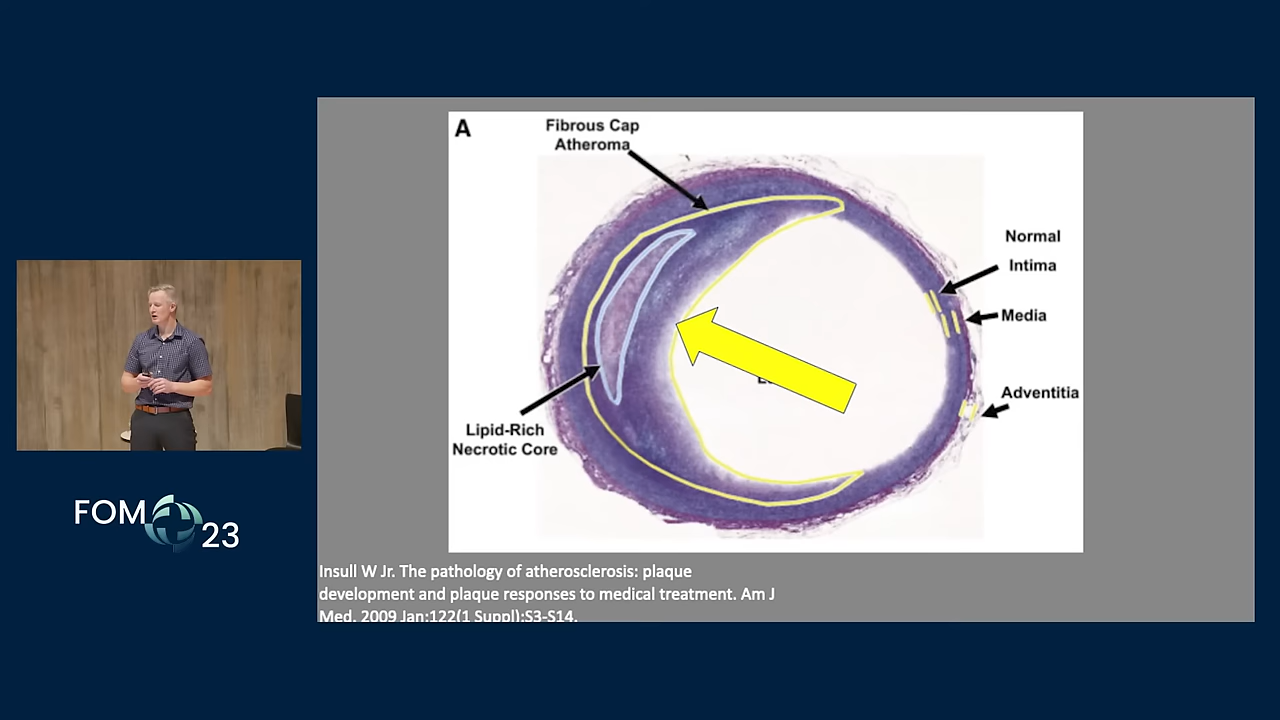 A
Fibrous Cap
Atheroma
Normal
Intima
Media
Adventitia
Lipid-Rich
Necrotic Core
FOM 23
Insull W Jr. The pathology of atherosclerosis: plaque
development and plaque responses to medical treatment. Am J
Med. 2009 Jan;122(1 Suppl):S3-S14.